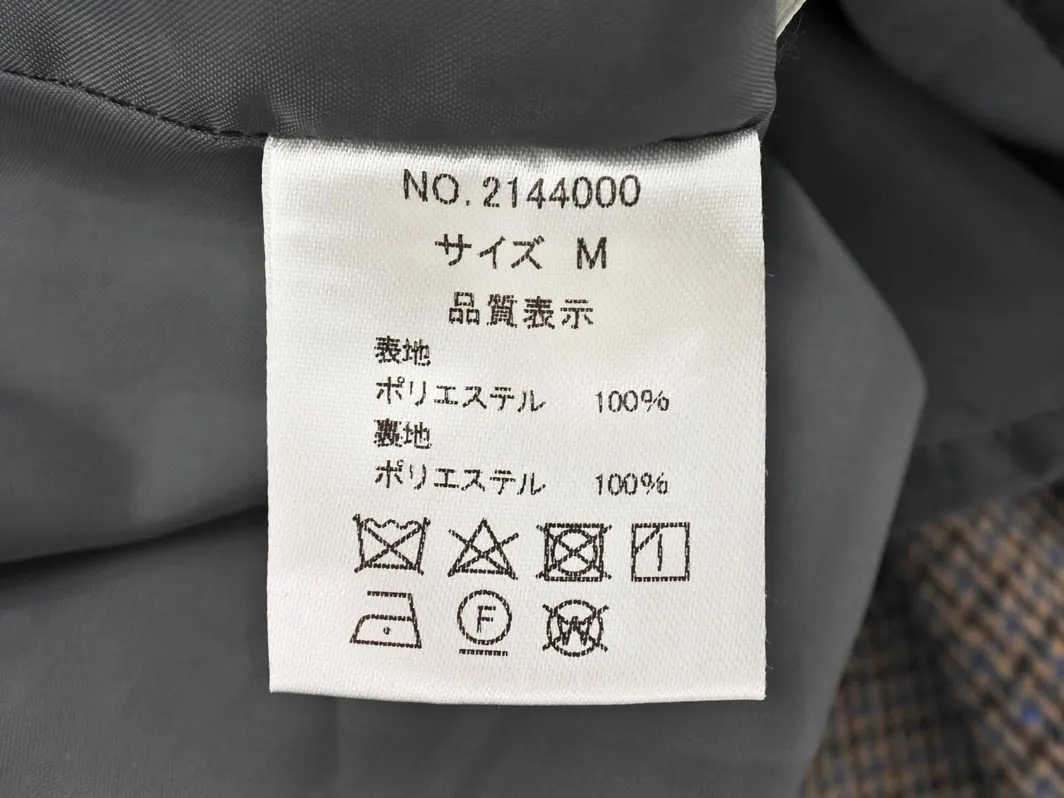 NO.2144000
サイズ M
品質表示
表地
ポリエステル 100%
裏地
ポリエステル 100%
F
W